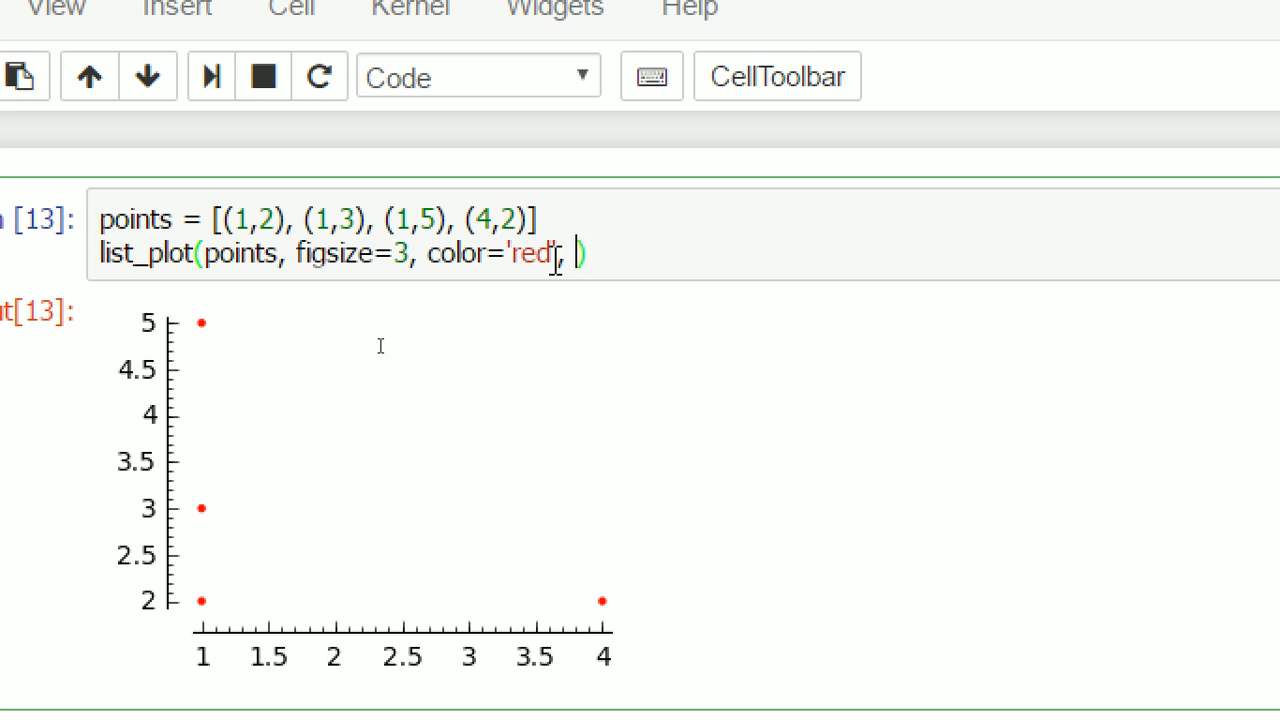 View Insert Cell Kernel Widgets Help
Code CellToolbar
[13]:
points = [(1,2), (1,3), (1,5), (4,2)]
list_plot(points, figsize=3, color='red', )
ut[13]:
5
4.5
4
3.5
3
2.5
2
1 1.5 2 2.5 3 3.5 4